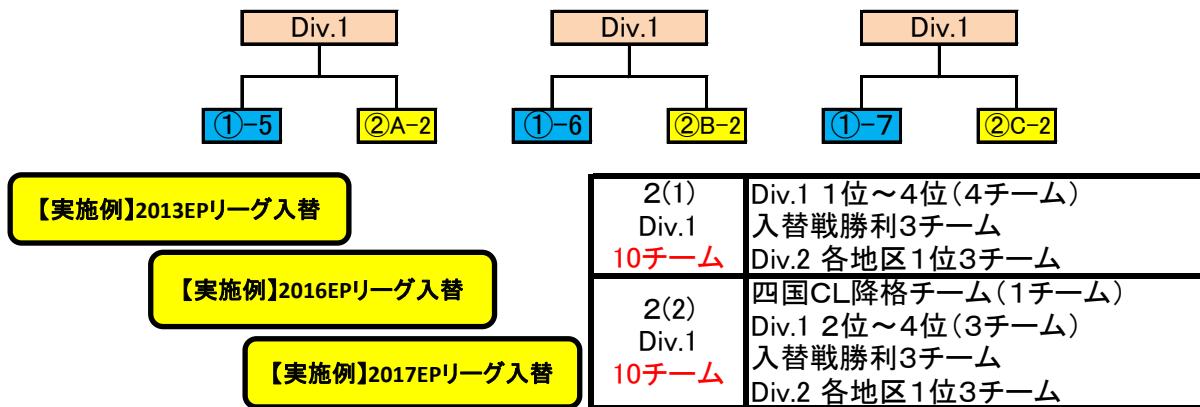 Div.1
Div.1
Div.1
①-5
②A-2
①-6
②B-2
①-7
②C-2
【実施例】2013EPリーグ入替
【実施例】2016EPリーグ入替
【実施例】2017EPリーグ入替
2(1)
Div.1
10チーム
Div.1 1位～4位(4チーム)
入替戦勝利3チーム
Div.2 各地区1位3チーム
2(2)
Div.1
10チーム
四国CL降格チーム(1チーム)
Div.1 2位～4位(3チーム)
入替戦勝利3チーム
Div.2 各地区1位3チーム